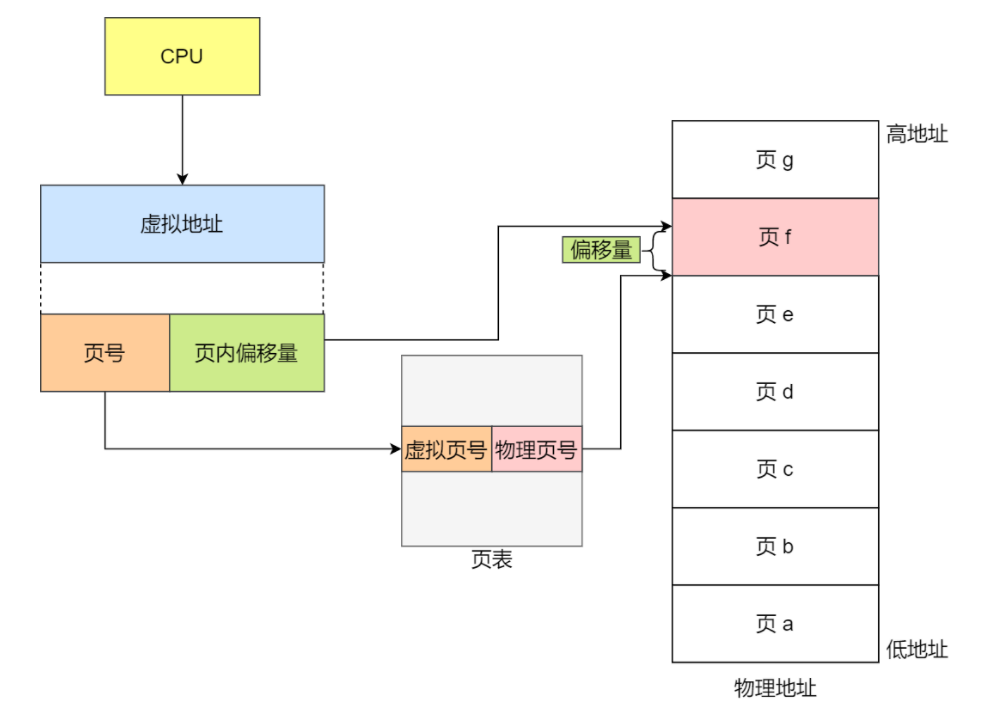 CPU
虚拟地址
页号
页内偏移量
虚拟页号
物理页号
页表
偏移量
高地址
页 g
页 f
页 e
页 d
页 c
页 b
页 a
低地址
物理地址